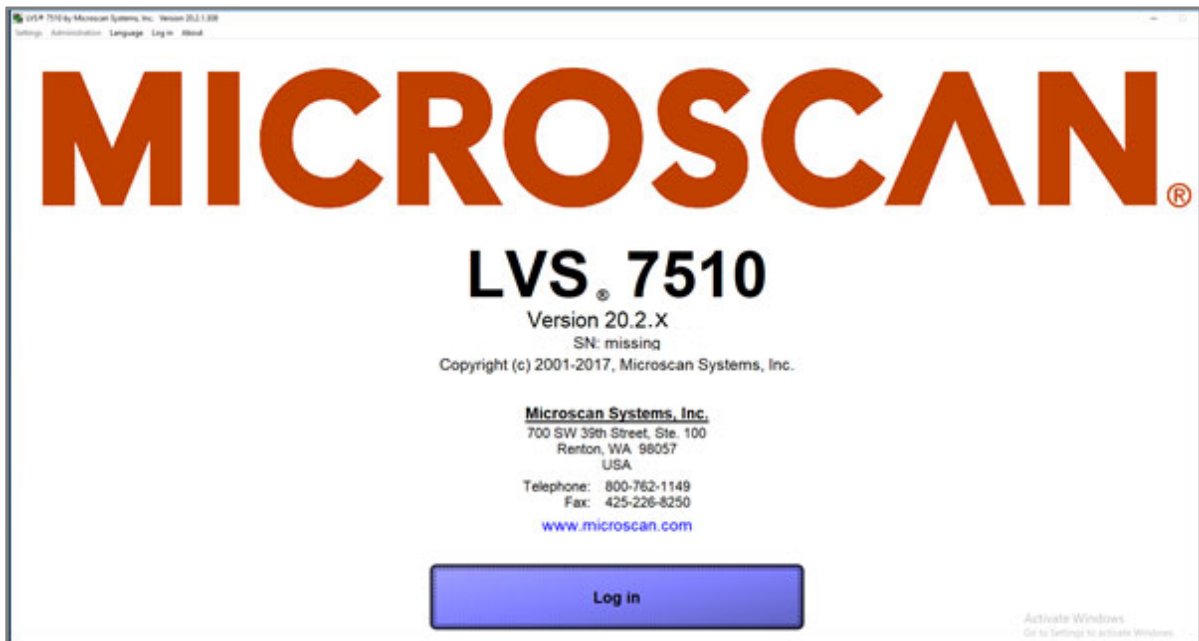 LVS® 7510 by Microscan Systems, Inc. Version 20.2.1.308
Settings Administration Language Log in About
MICROSCAN®
LVS® 7510
Version 20.2.X
SN: missing
Copyright (c) 2001-2017, Microscan Systems, Inc.
Microscan Systems, Inc.
700 SW 39th Street, Ste. 100
Renton, WA 98057
USA
Telephone: 800-762-1149
Fax: 425-226-8250
www.microscan.com
Log in
Activate Windows
Go to Settings to activate Windows.